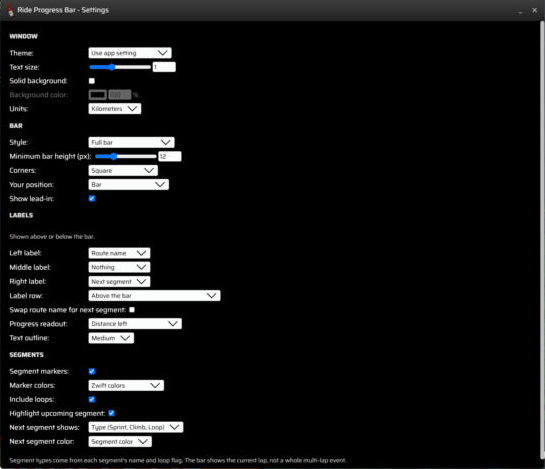 Ride Progress Bar - Settings
WINDOW
Theme: Use app setting
Text size: 1
Solid background:
Background color: 100 %
Units: Kilometers
BAR
Style: Full bar
Minimum bar height (px): 12
Corners: Square
Your position: Bar
Show lead-in:
LABELS
Shown above or below the bar.
Left label: Route name
Middle label: Nothing
Right label: Next segment
Label row: Above the bar
Swap route name for next segment:
Progress readout: Distance left
Text outline: Medium
SEGMENTS
Segment markers:
Marker colors: Zwift colors
Include loops:
Highlight upcoming segment:
Next segment shows: Type (Sprint, Climb, Loop)
Next segment color: Segment color
Segment types come from each segment's name and loop flag. The bar shows the current lap, not a whole multi-lap event.